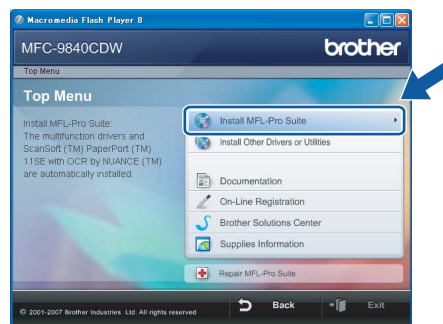 Macromedia Flash Player 8
MFC-9840CDW
brother
Top Menu
Top Menu
Install MFL-Pro Suite:
The multifunction drivers and
ScanSoft (TM) PaperPort (TM)
11SE with OCR by NUANCE (TM)
are automatically installed.
Install MFL-Pro Suite
Install Other Drivers or Utilities
Documentation
On-Line Registration
Brother Solutions Center
Supplies Information
Repair MFL-Pro Suite
© 2001-2007 Brother Industries Ltd. All rights reserved
Back
Exit